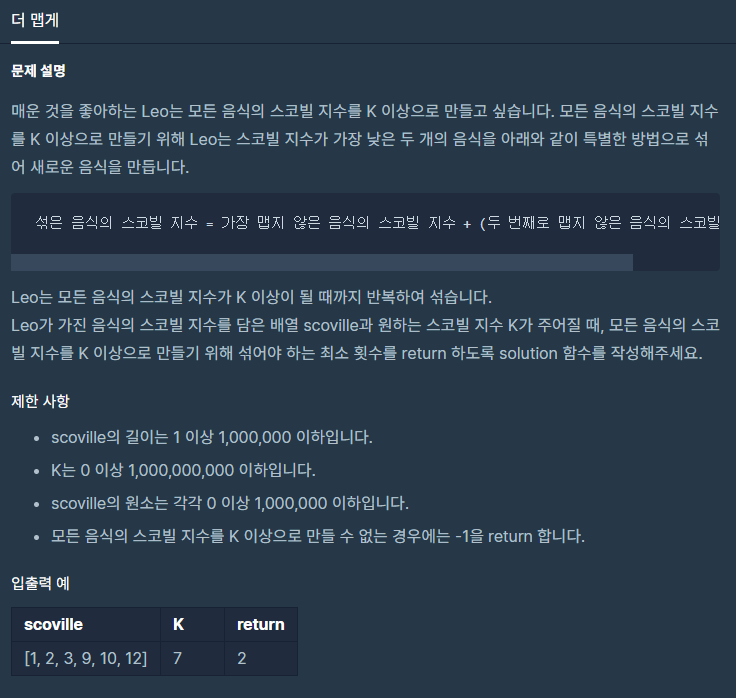 더 맵게
문제 설명
매운 것을 좋아하는 Leo는 모든 음식의 스코빌 지수를 K 이상으로 만들고 싶습니다. 모든 음식의 스코빌 지수
를 K 이상으로 만들기 위해 Leo는 스코빌 지수가 가장 낮은 두 개의 음식을 아래와 같이 특별한 방법으로 섞
어 새로운 음식을 만듭니다.
섞은 음식의 스코빌 지수 = 가장 맵지 않은 음식의 스코빌 지수 + (두 번째로 맵지 않은 음식의 스코빌
Leo는 모든 음식의 스코빌 지수가 K 이상이 될 때까지 반복하여 섞습니다.
Leo가 가진 음식의 스코빌 지수를 담은 배열 scoville과 원하는 스코빌 지수 K가 주어질 때, 모든 음식의 스코
빌 지수를 K 이상으로 만들기 위해 섞어야 하는 최소 횟수를 return 하도록 solution 함수를 작성해주세요.
제한 사항
• scoville의 길이는 1 이상 1,000,000 이하입니다.
• K는 0 이상 1,000,000,000 이하입니다.
• scoville의 원소는 각각 0 이상 1,000,000 이하입니다.
• 모든 음식의 스코빌 지수를 K 이상으로 만들 수 없는 경우에는 -1을 return 합니다.
입출력 예
scoville K return
[1, 2, 3, 9, 10, 12] 7 2